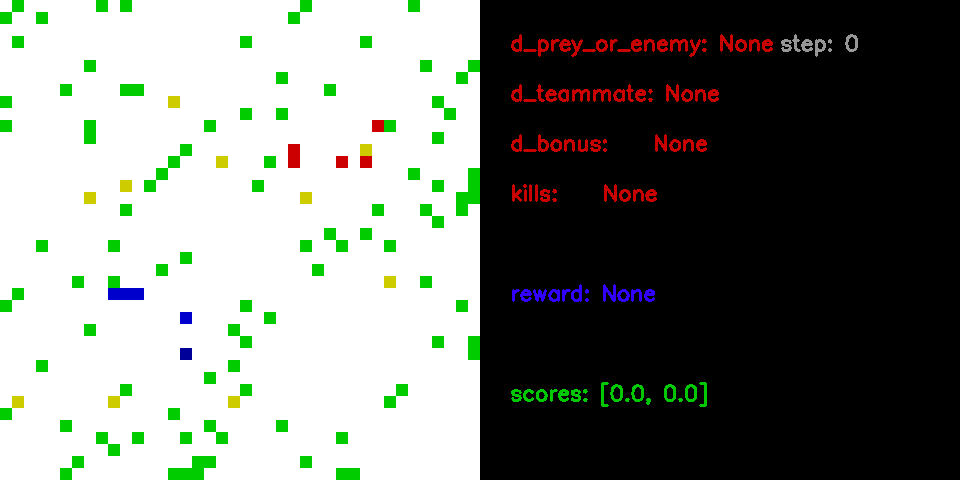 d_prey_or_enemy: None step: 0
d_teammate: None
d_bonus: None
kills: None
reward: None
scores: [0.0, 0.0]